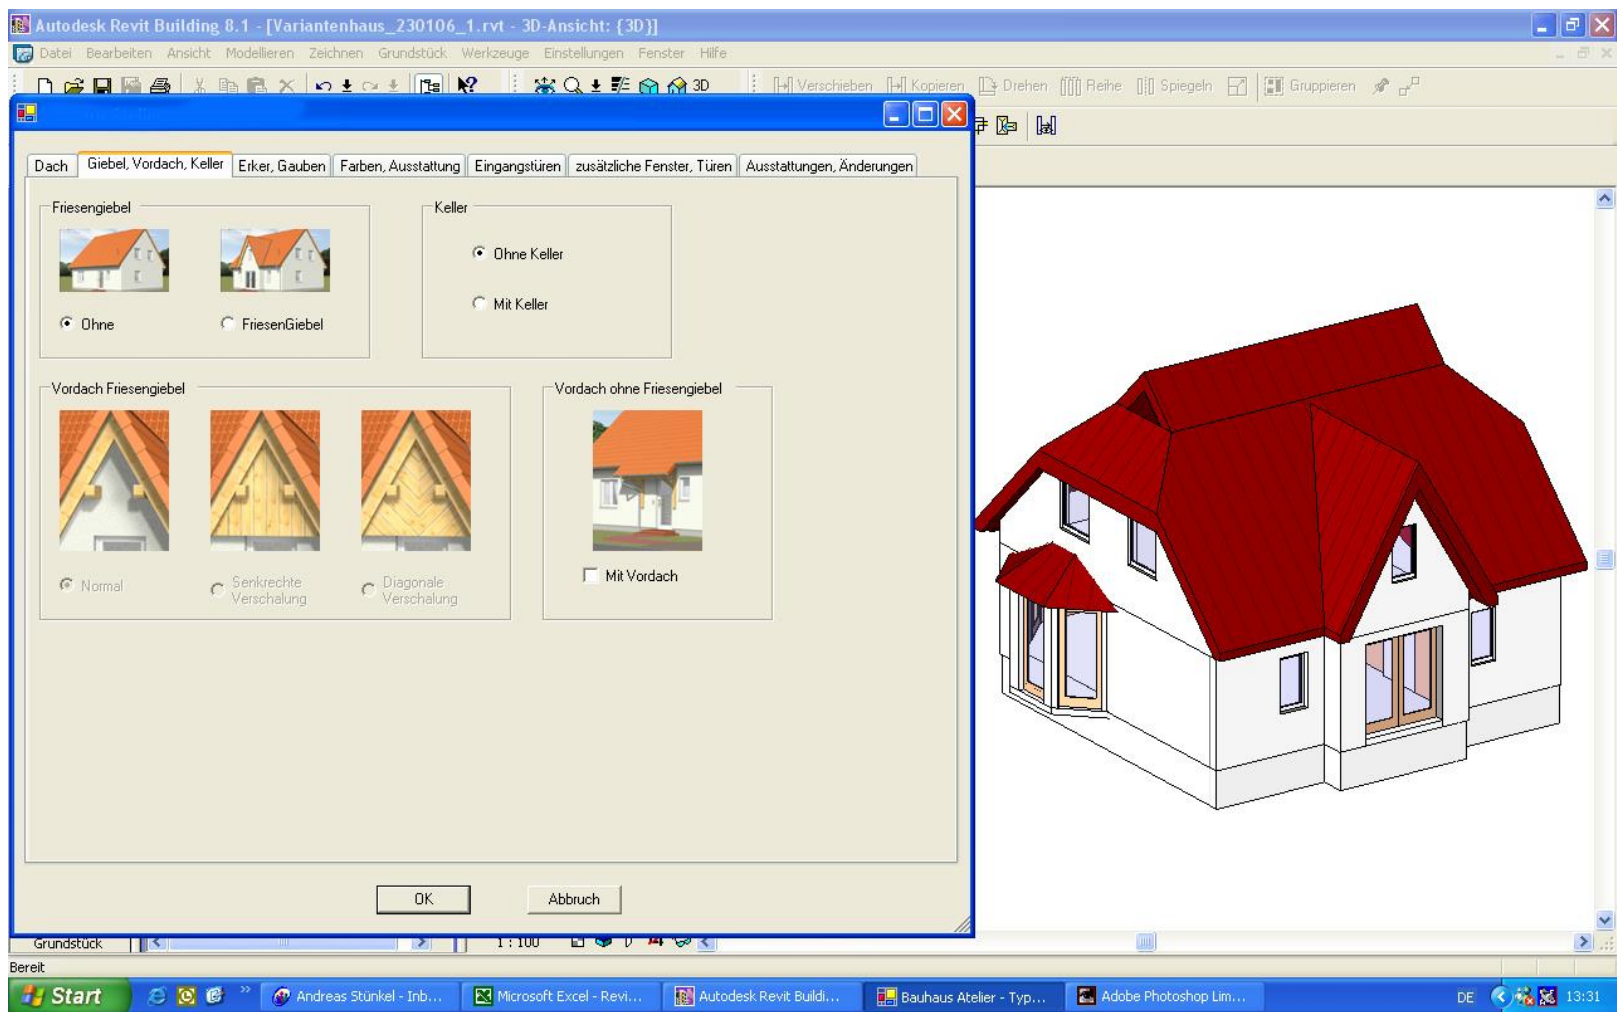 Autodesk Revit Building 8.1 - [Variantenhaus_230106_1.rvt - 3D-Ansicht: {3D}]
Datei Bearbeiten Ansicht Modellieren Zeichnen Grundstück Werkzeuge Einstellungen Fenster Hilfe
3D Verschieben Kopieren Drehen Reihe Spiegeln Gruppieren
Dach Giebel, Vordach, Keller Erker, Gauben Farben, Ausstattung Eingangstüren zusätzliche Fenster, Türen Ausstattungen, Änderungen
Friesengiebel
Ohne FriesenGiebel
Keller
Ohne Keller
Mit Keller
Vordach Friesengiebel
Normal
Senkrechte
Verschalung
Diagonale
Verschalung
Vordach ohne Friesengiebel
Mit Vordach
OK Abbruch
Grundstück 1 : 100
Bereit
Start Andreas Stünkel - Inb... Microsoft Excel - Revi... Autodesk Revit Buildi... Bauhaus Atelier - Typ... Adobe Photoshop Lim... DE 13:31